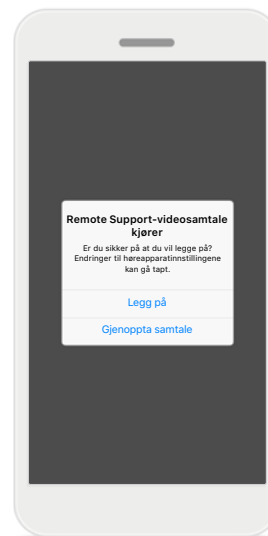 Remote Support-videosamtale
kjører
Er du sikker på at du vil legge på?
Endringer til høreapparatinnstillingene
kan gå tapt.
Legg på
Gjenoppta samtale